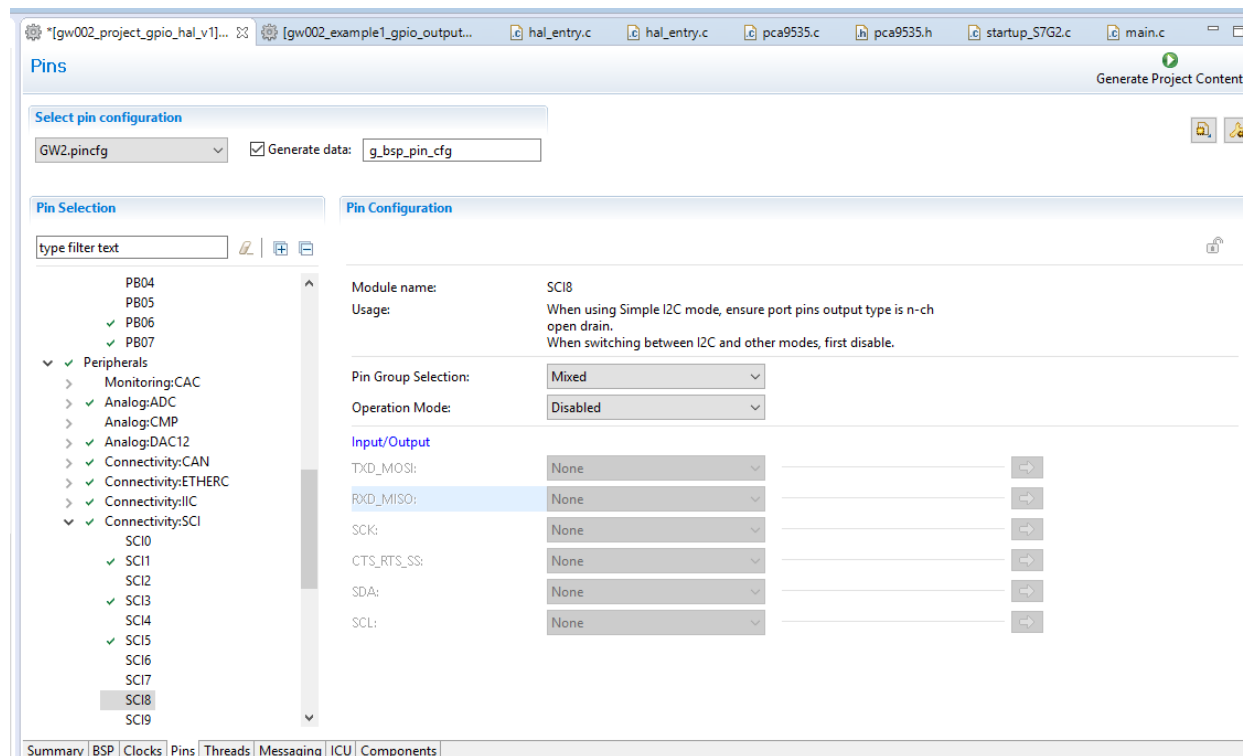 *[gw002_project_gpio_hal_v1]... [gw002_example1_gpio_output... hal_entry.c hal_entry.c pca9535.c pca9535.h startup_S7G2.c main.c
Pins
Generate Project Content
Select pin configuration
GW2.pincfg Generate data: g_bsp_pin_cfg
Pin Selection
type filter text
PB04
PB05
PB06
PB07
Peripherals
Monitoring:CAC
Analog:ADC
Analog:CMP
Analog:DAC12
Connectivity:CAN
Connectivity:ETHERC
Connectivity:IIC
Connectivity:SCI
SCI0
SCI1
SCI2
SCI3
SCI4
SCI5
SCI6
SCI7
SCI8
SCI9
Pin Configuration
Module name: SCI8
Usage: When using Simple I2C mode, ensure port pins output type is n-ch
open drain.
When switching between I2C and other modes, first disable.
Pin Group Selection: Mixed
Operation Mode: Disabled
Input/Output
TXD_MOSI: None
RXD_MISO: None
SCK: None
CTS_RTS_SS: None
SDA: None
SCL: None
Summary BSP Clocks Pins Threads Messaging ICU Components